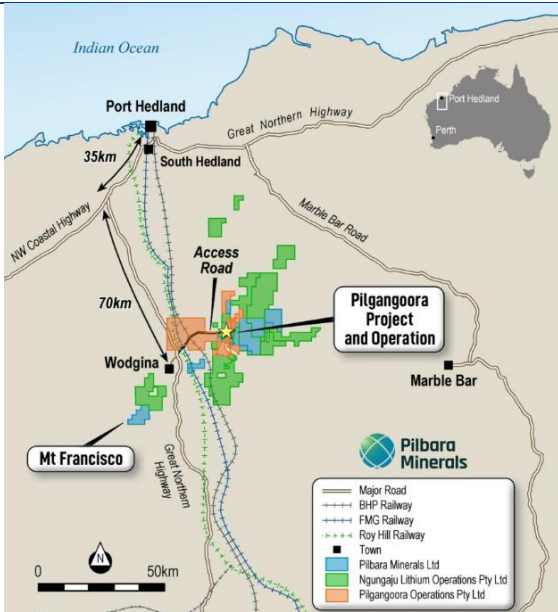 Indian Ocean
Port Hedland
35km
South Hedland
Great Northern Highway
Port Hedland
Perth
NW Coastal Highway
Marble Bar Road
Access
Road
70km
Pilgangoora
Project
and Operation
Wodgina
Marble Bar
Mt Francisco
Great Northern
Highway
Pilbara
Minerals
Major Road
BHP Railway
FMG Railway
Roy Hill Railway
Town
Pilbara Minerals Ltd
Ngungaju Lithium Operations Pty Ltd
Pilgangoora Operations Pty Ltd
N
0 50km